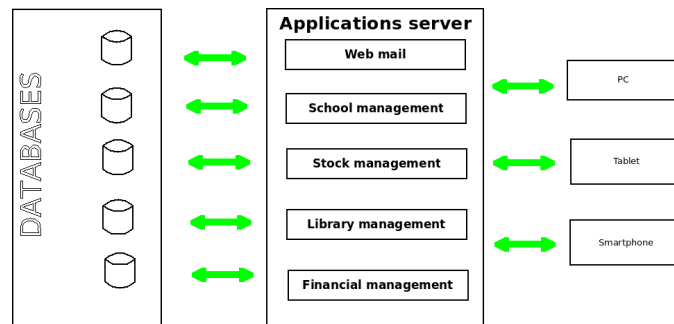 DATABASES
Applications server
Web mail
School management
Stock management
Library management
Financial management
PC
Tablet
Smartphone